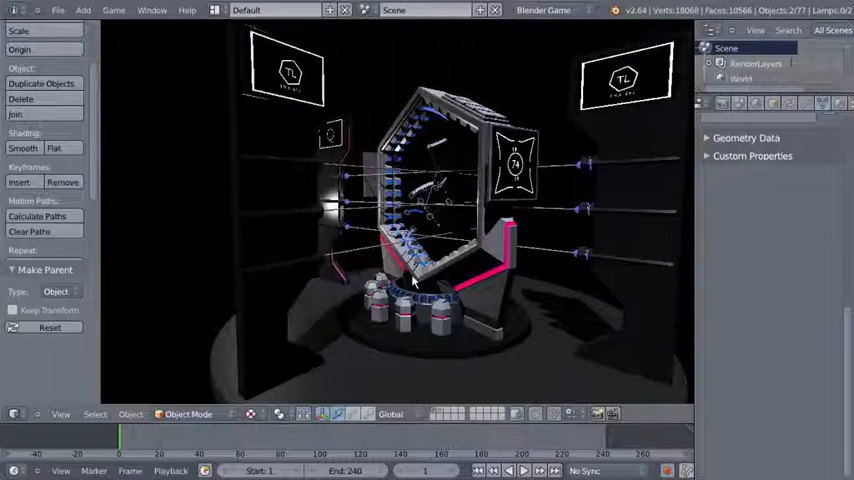 File Add Game Window Help
Default
Scene
Blender Game
v2.64 | Verts:18068 | Faces:10566 | Objects:2/77 | Lamps:0/2
Scale
Origin
Object:
Duplicate Objects
Delete
Join
Shading:
Smooth Flat
Keyframes:
Insert Remove
Motion Paths:
Calculate Paths
Clear Paths
Repeat:
Make Parent
Type: Object
Keep Transform
Reset
TL
TL
74
View Search All Scenes
Scene
RenderLayers
World
Geometry Data
Custom Properties
View Select Object Object Mode Global
-40 -20 0 20 40 60 80 100 120 140 160 180 200 220 240 260
View Marker Frame Playback Start: 1 End: 240 1 No Sync